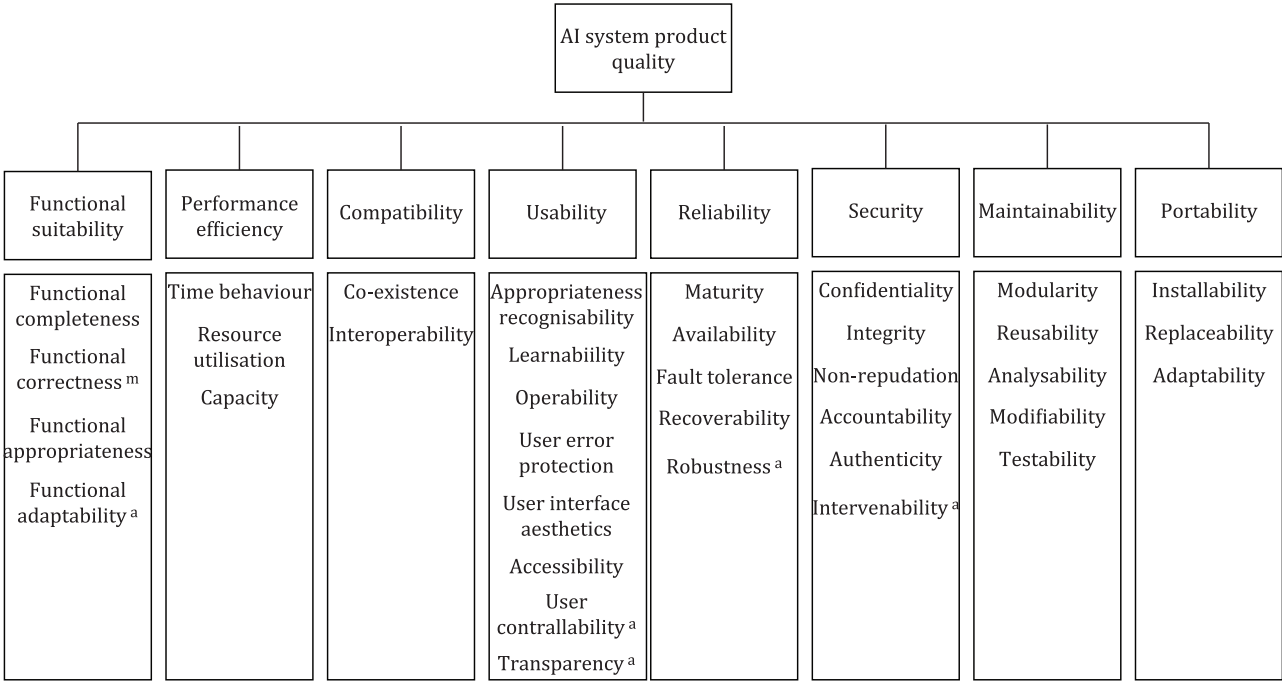 AI system product
quality
Functional
suitability
Performance
efficiency
Compatibility
Usability
Reliability
Security
Maintainability
Portability
Functional
completeness
Functional
correctness m
Functional
appropriateness
Functional
adaptability a
Time behaviour
Resource
utilisation
Capacity
Co-existence
Interoperability
Appropriateness
recognisability
Learnabiility
Operability
User error
protection
User interface
aesthetics
Accessibility
User
contrallability a
Transparency a
Maturity
Availability
Fault tolerance
Recoverability
Robustness a
Confidentiality
Integrity
Non-repudation
Accountability
Authenticity
Intervenability a
Modularity
Reusability
Analysability
Modifiability
Testability
Installability
Replaceability
Adaptability